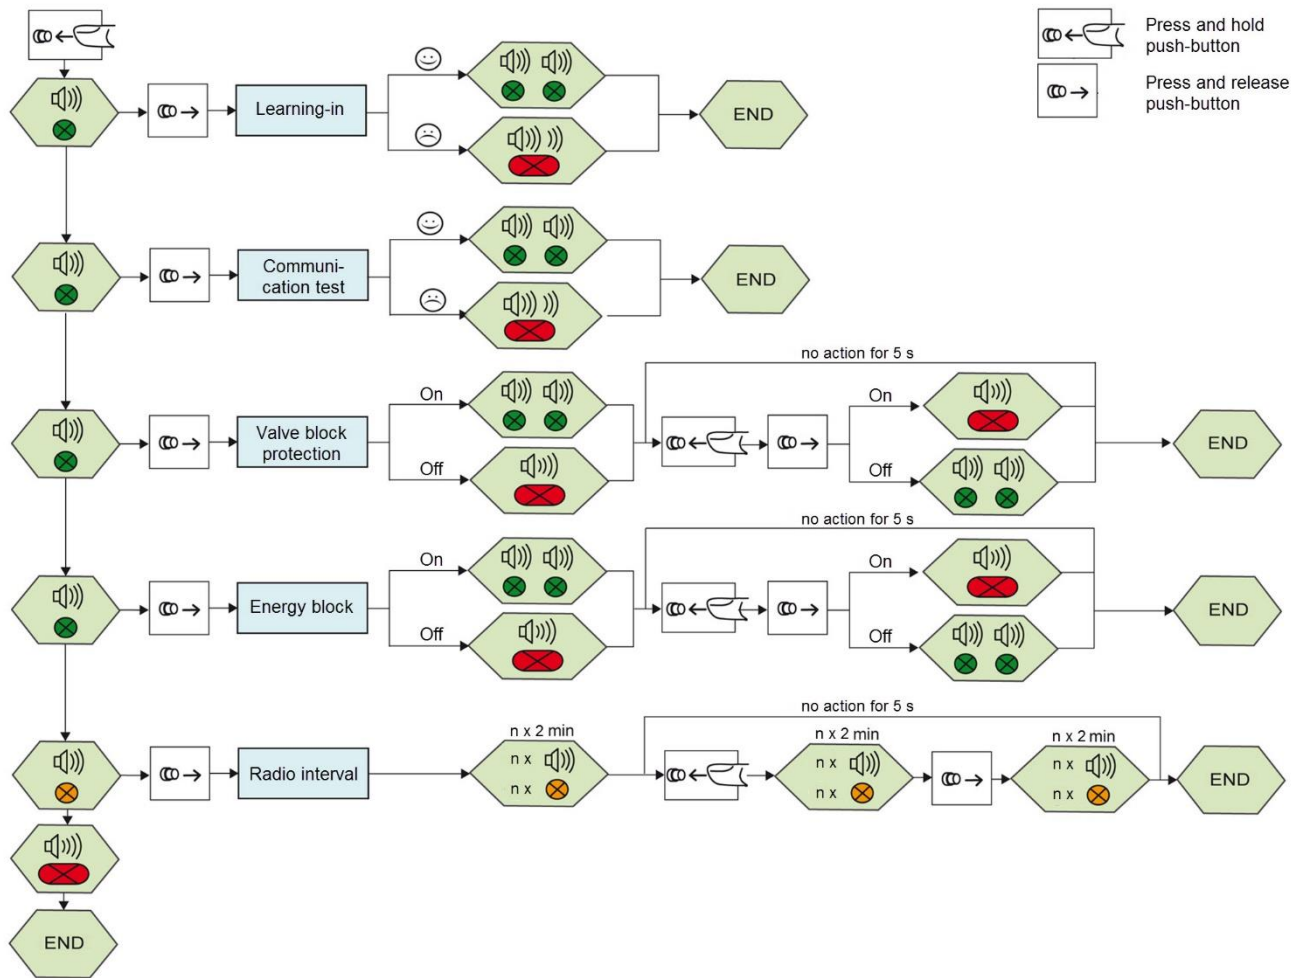 Press and hold
push-button
Press and release
push-button
Learning-in
END
Communi-
cation test
END
no action for 5 s
On
On
Valve block
protection
END
Off
Off
no action for 5 s
On
On
Energy block
END
Off
Off
no action for 5 s
n x 2 min
n x 2 min
n x 2 min
n x
n x
n x
Radio interval
END
n x
n x
n x
END